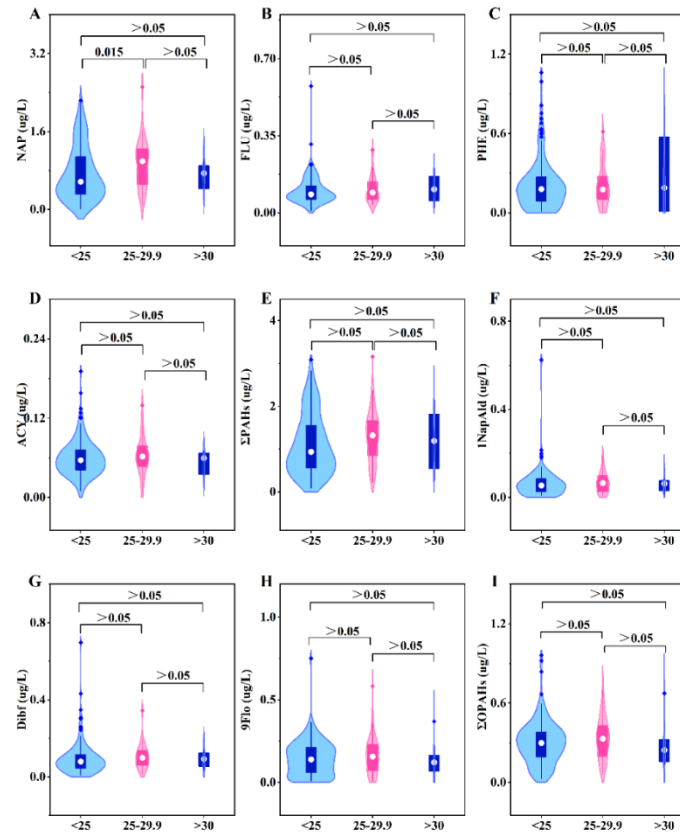 A
NAP (ug/L)
3.2
1.6
0.0
>0.05
0.015
>0.05
<25 25-29.9 >30
B
FLU (ug/L)
0.70
0.35
0.00
>0.05
>0.05
>0.05
<25 25-29.9 >30
C
PHE (ug/L)
1.2
0.6
0.0
>0.05
>0.05
>0.05
<25 25-29.9 >30
D
ACY (ug/L)
0.24
0.12
0.00
>0.05
>0.05
>0.05
<25 25-29.9 >30
E
ΣPAHs (ug/L)
4
2
0
>0.05
>0.05
>0.05
<25 25-29.9 >30
F
1NapAld (ug/L)
0.8
0.4
0.0
>0.05
>0.05
>0.05
<25 25-29.9 >30
G
Dibf (ug/L)
0.8
0.4
0.0
>0.05
>0.05
>0.05
<25 25-29.9 >30
H
9Flo (ug/L)
1.0
0.5
0.0
>0.05
>0.05
>0.05
<25 25-29.9 >30
I
ΣOPAHs (ug/L)
1.2
0.6
0.0
>0.05
>0.05
>0.05
<25 25-29.9 >30